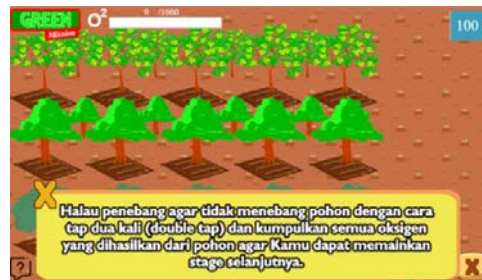 GREEN
Mission
O²
0 /1000
100
Halau penebang agar tidak menebang pohon dengan cara
tap dua kali (double tap) dan kumpulkan semua oksigen
yang dihasilkan dari pohon agar Kamu dapat memainkan
stage selanjutnya.
[?]
X
X